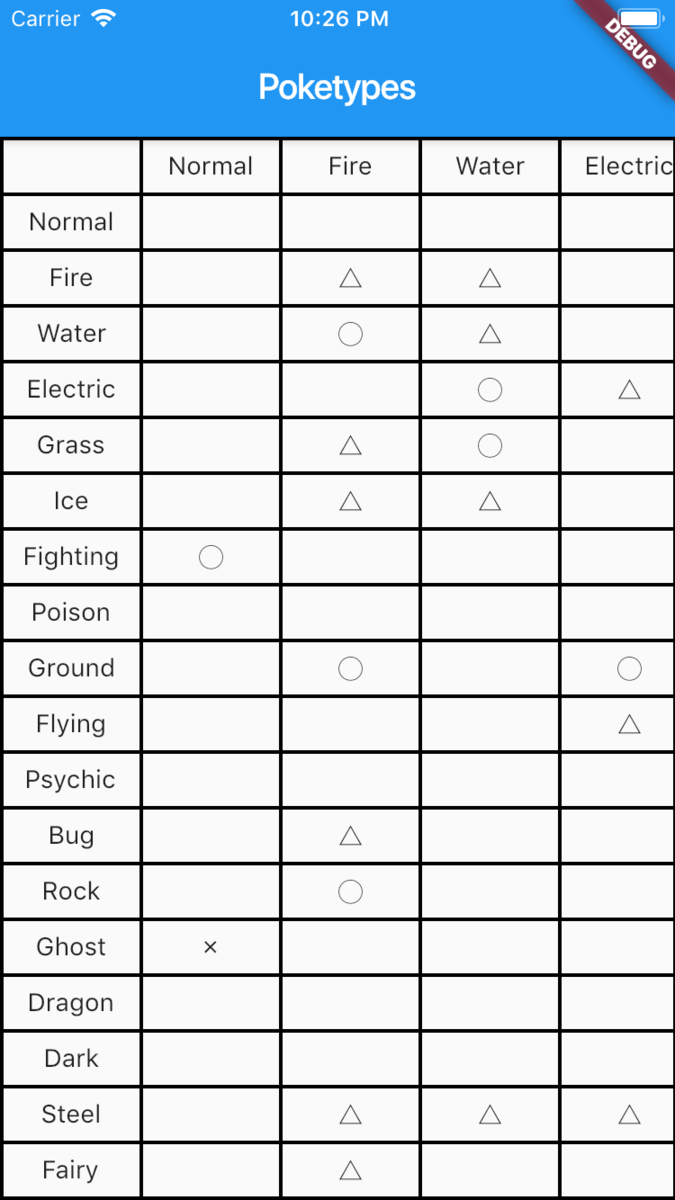 Carrier 10:26 PM
DEBUG
Poketypes
Normal Fire Water Electric
Normal
Fire △ △
Water ○ △
Electric ○ △
Grass △ ○
Ice △ △
Fighting ○
Poison
Ground ○ ○
Flying △
Psychic
Bug △
Rock ○
Ghost ×
Dragon
Dark
Steel △ △ △
Fairy △